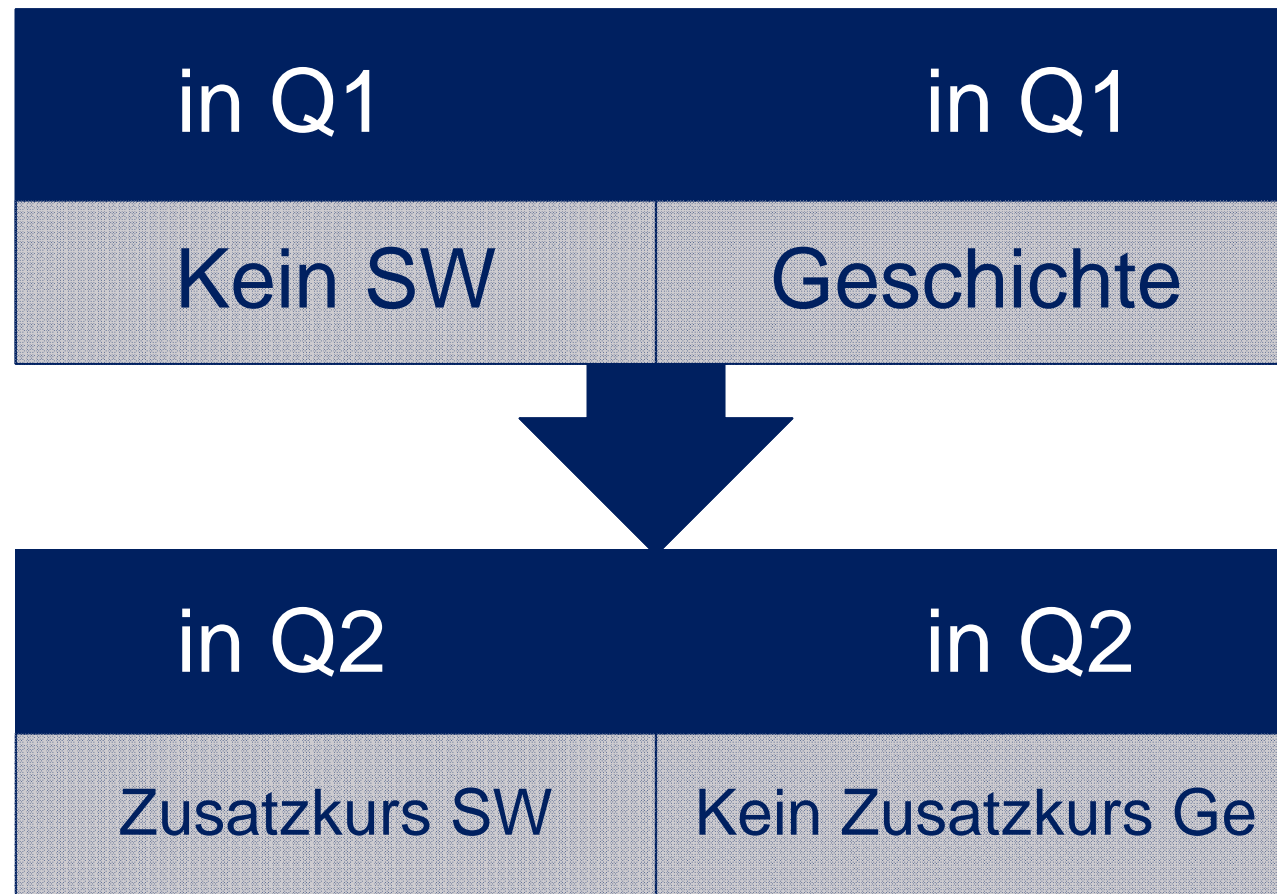 in Q1
in Q1
Kein SW
Geschichte
in Q2
in Q2
Zusatzkurs SW
Kein Zusatzkurs Ge